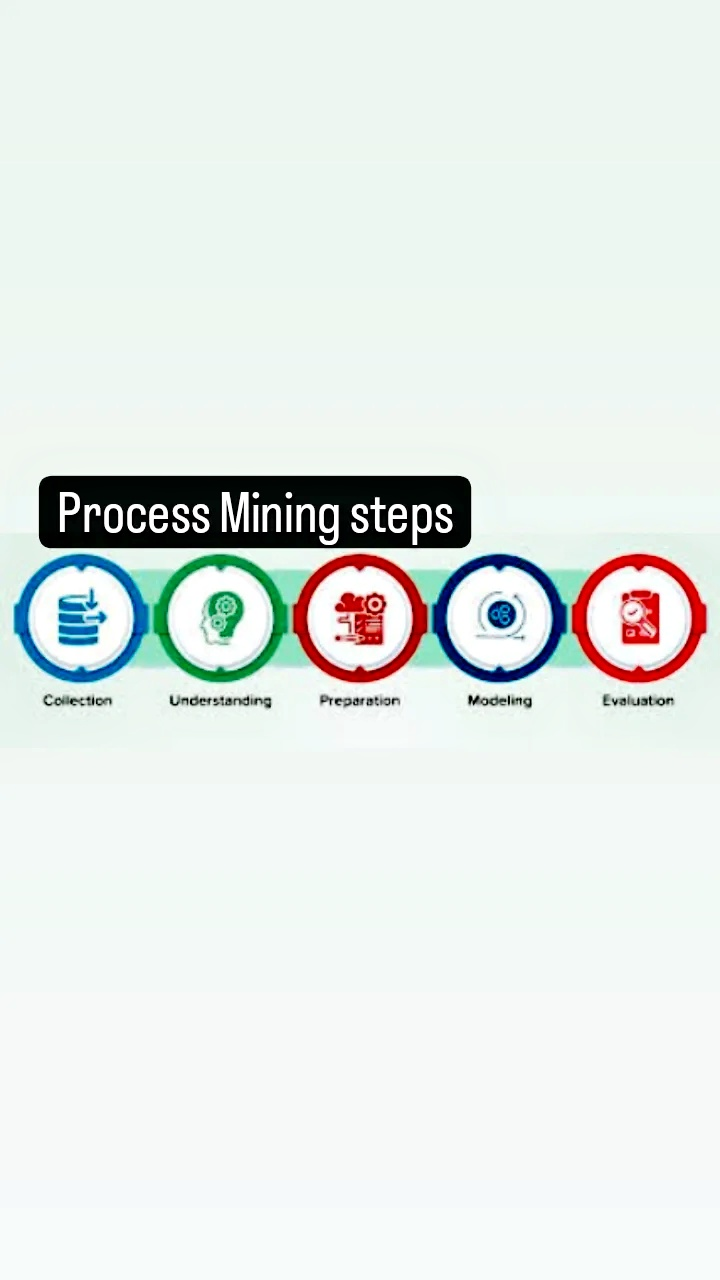 Process Mining steps
Collection Understanding Preparation Modeling Evaluation